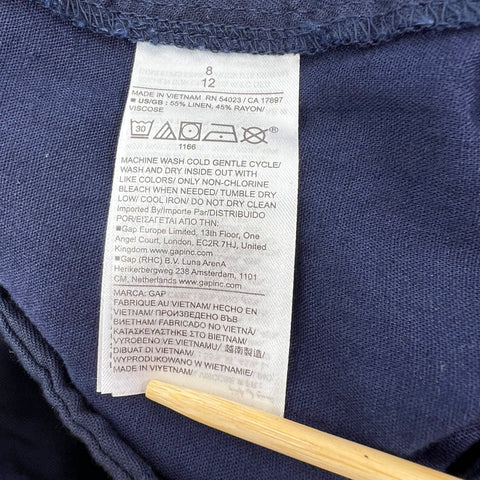 8
12
MADE IN VIETNAM RN 54023 / CA 17897
■ US/GB : 55% LINEN, 45% RAYON/
VISCOSE
30
1166
MACHINE WASH COLD GENTLE CYCLE/
WASH AND DRY INSIDE OUT WITH
LIKE COLORS/ ONLY NON-CHLORINE
BLEACH WHEN NEEDED/ TUMBLE DRY
LOW/ COOL IRON/ DO NOT DRY CLEAN
Imported By/Importe Par/DISTRIBUIDO
POR/ΕΙΣΑΓΕΤΑΙ ΑΠΟ ΤΗΝ:
■Gap Europe Limited, 13th Floor, One
Angel Court, London, EC2R 7HJ, United
Kingdom www.gapinc.com
■Gap (RHC) B.V. Luna ArenA
Herikerbergweg 238 Amsterdam, 1101
CM, Netherlands www.gapinc.com
MARCA: GAP
FABRIQUE AU VIETNAM/ HECHO EN
VIETNAM/ ПРОИЗВЕДЕНО ВЪВ
ВИЕТНАМ/ FABRICADO NO VIETNA/
ΚΑΤΑΣΚΕΥΑΣΤΗΚΕ ΣΤΟ ΒΙΕΤΝΑΜ/
VYROBENO VE VIETNAMU/ 越南製造/
DIBUAT DI VIETNAM/
WYPRODUKOWANO W WIETNAMIE/
MADE IN VIYETNAM/